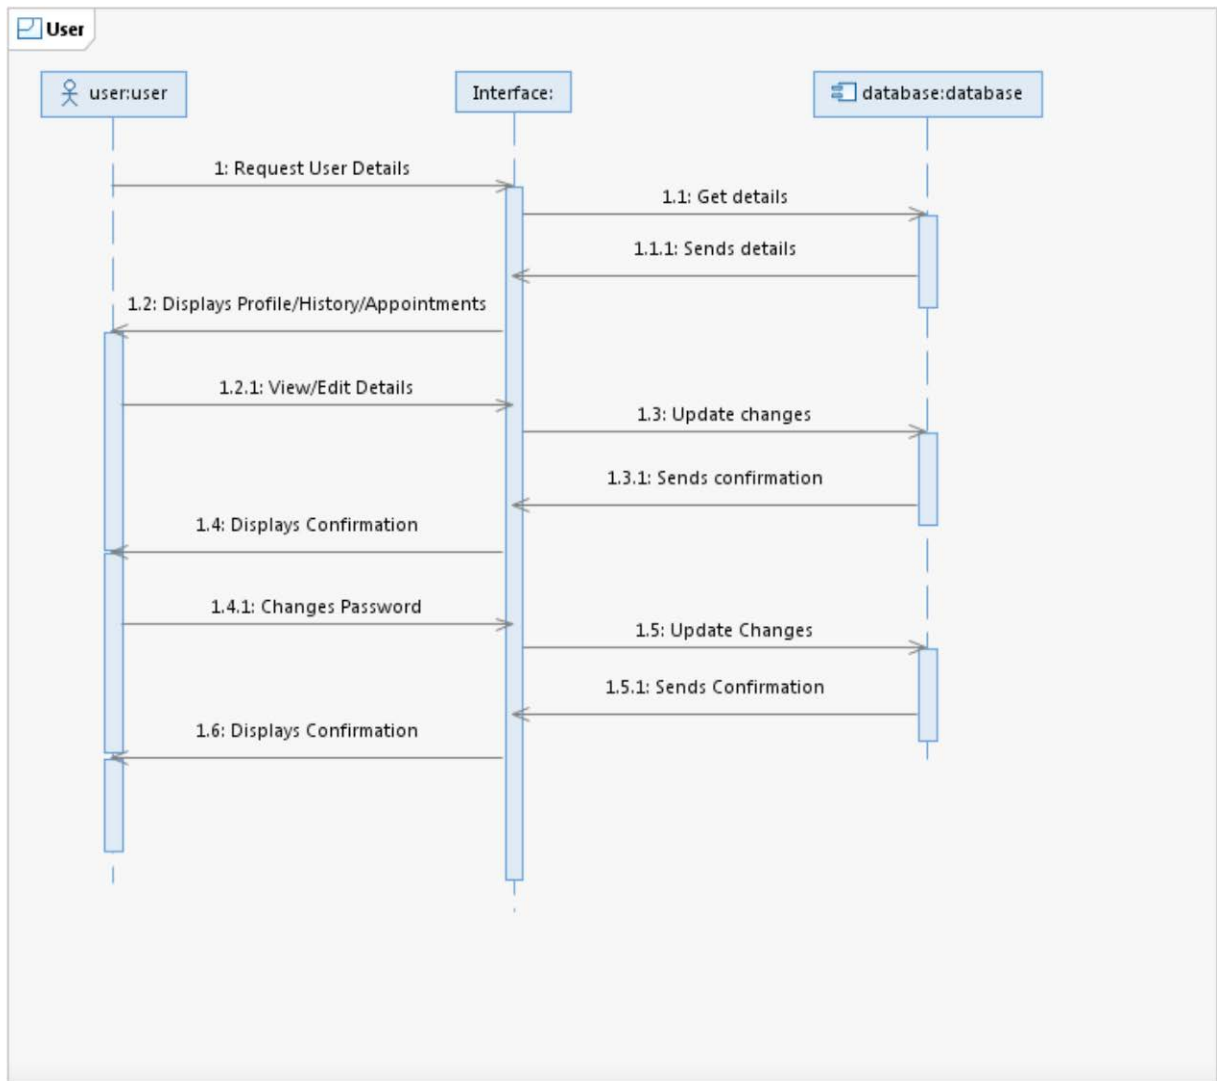 User
user:user
Interface:
database:database
1: Request User Details
1.1: Get details
1.1.1: Sends details
1.2: Displays Profile/History/Appointments
1.2.1: View/Edit Details
1.3: Update changes
1.3.1: Sends confirmation
1.4: Displays Confirmation
1.4.1: Changes Password
1.5: Update Changes
1.5.1: Sends Confirmation
1.6: Displays Confirmation